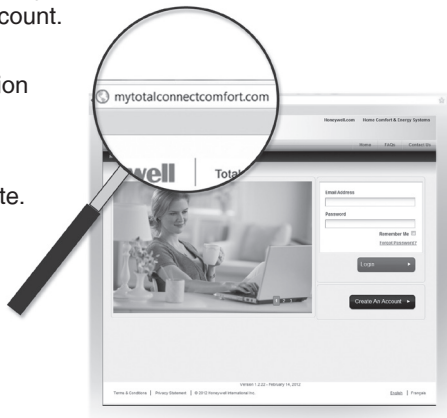 count.
ion
te.
mytotalconnectcomfort.com
Honeywell.com Home Comfort & Energy Systems
Home FAQs Contact Us
well | Total
Email Address
Password
Remember Me
Forgot Password?
Login
Create An Account
Version 1.2.22 - February 14, 2012
Terms & Conditions | Privacy Statement | © 2012 Honeywell International Inc.
English | Français